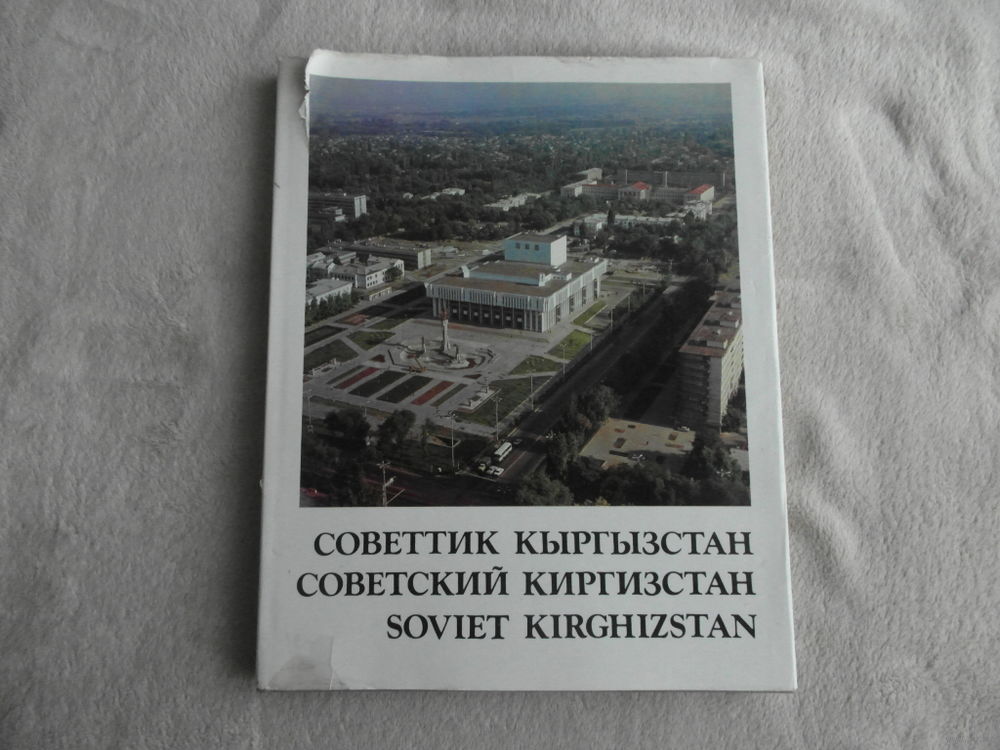 СОВЕТТИК КЫРГЫЗСТАН
СОВЕТСКИЙ КИРГИЗСТАН
SOVIET KIRGHIZSTAN